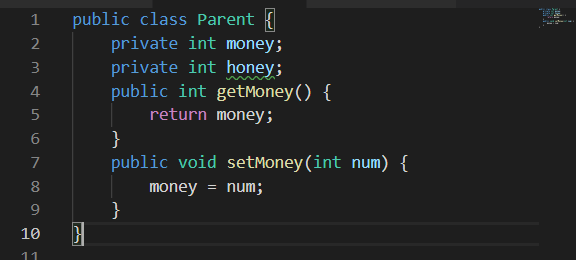 1 public class Parent {
2     private int money;
3     private int honey;
4     public int getMoney() {
5         return money;
6     }
7     public void setMoney(int num) {
8         money = num;
9     }
10 }
11